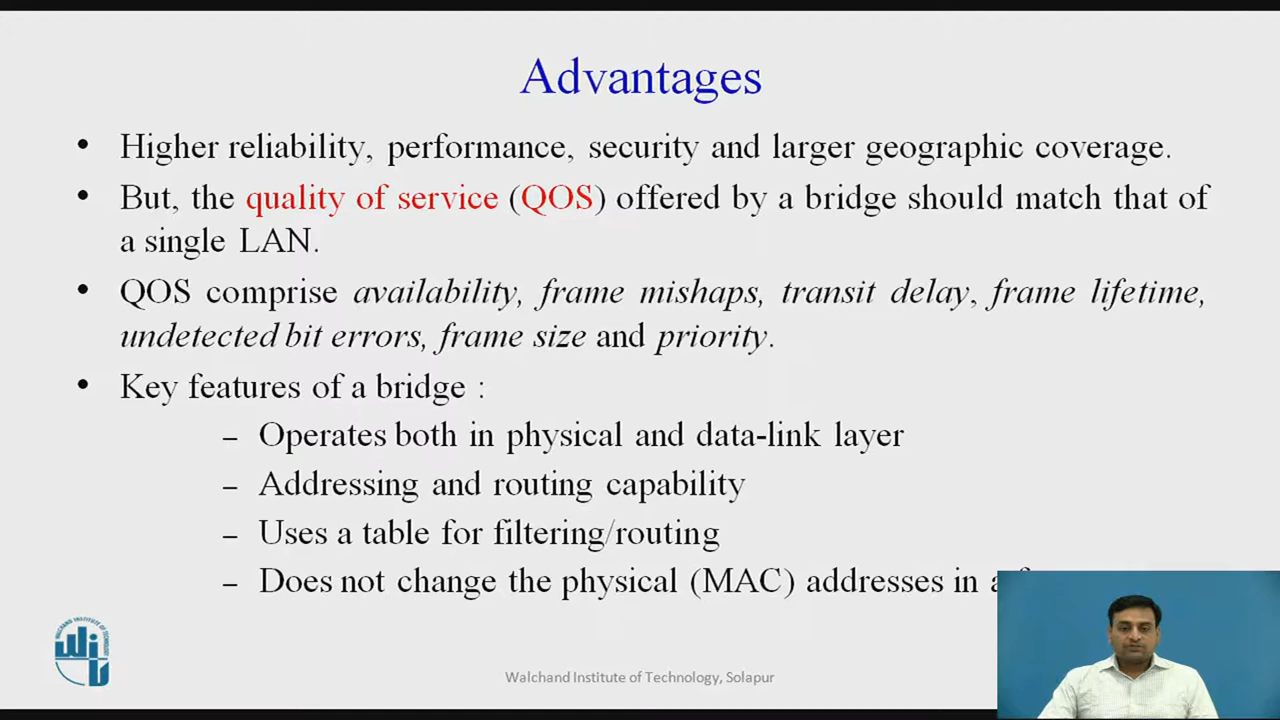 Advantages
• Higher reliability, performance, security and larger geographic coverage.
• But, the quality of service (QOS) offered by a bridge should match that of
a single LAN.
• QOS comprise availability, frame mishaps, transit delay, frame lifetime,
undetected bit errors, frame size and priority.
• Key features of a bridge :
– Operates both in physical and data-link layer
– Addressing and routing capability
– Uses a table for filtering/routing
– Does not change the physical (MAC) addresses in a
Walchand Institute of Technology, Solapur